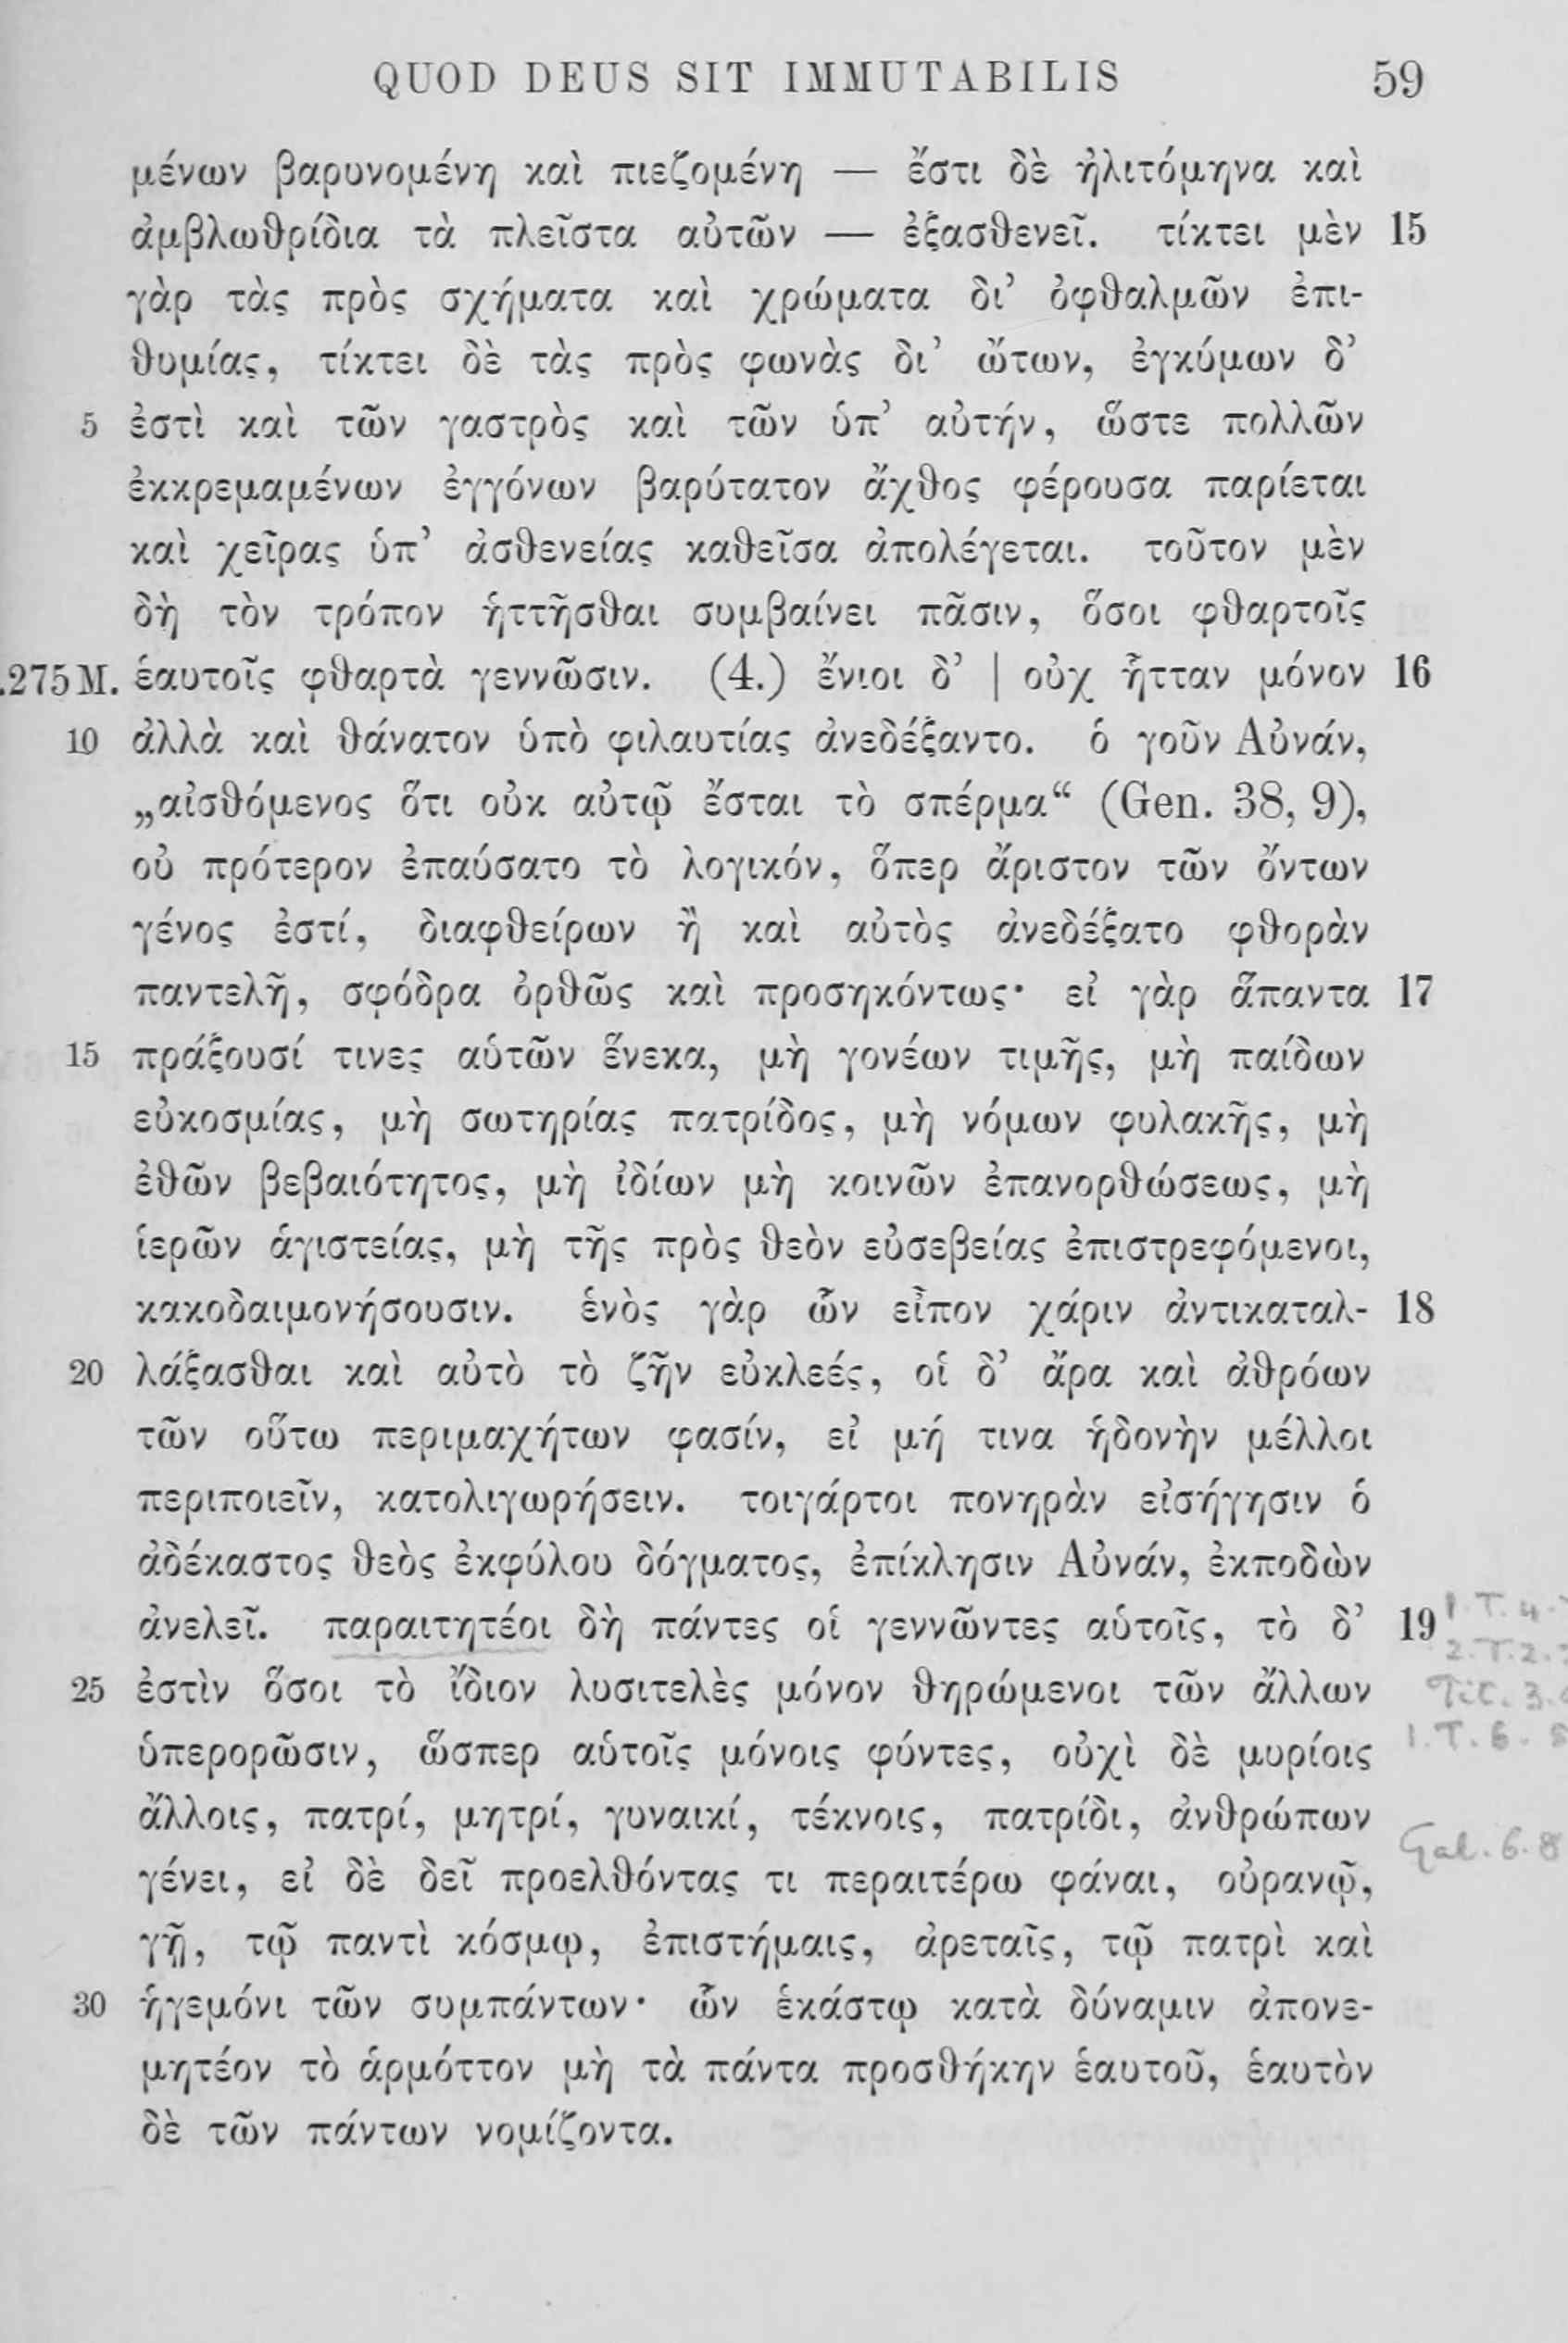 QUOD DEUS SIT IMMUTABILIS 59
μένων βαρυνομένη καὶ πιεζομένη — ἔστι δὲ ἠλιτόμηνα καὶ
ἀμβλωθρίδια τὰ πλεῖστα αὐτῶν — ἐξασθενεῖ. τίκτει μὲν 15
γὰρ τὰς πρὸς σχήματα καὶ χρώματα δι’ ὀφθαλμῶν ἐπι-
θυμίας, τίκτει δὲ τὰς πρὸς φωνὰς δι’ ὤτων, ἐγκύμων δ’
5 ἐστὶ καὶ τῶν γαστρὸς καὶ τῶν ὑπ’ αὐτήν, ὥστε πολλῶν
ἐκκρεμαμένων ἐγγόνων βαρύτατον ἄχθος φέρουσα παρίεται
καὶ χεῖρας ὑπ’ ἀσθενείας καθεῖσα ἀπολέγεται. τοῦτον μὲν
δὴ τὸν τρόπον ἡττῆσθαι συμβαίνει πᾶσιν, ὅσοι φθαρτοῖς
.275 M. ἑαυτοῖς φθαρτὰ γεννῶσιν. (4.) ἔνιοι δ’ | οὐχ ἧτταν μόνον 16
10 ἀλλὰ καὶ θάνατον ὑπὸ φιλαυτίας ἀνεδέξαντο. ὁ γοῦν Αὐνάν,
„αἰσθόμενος ὅτι οὐκ αὐτῷ ἔσται τὸ σπέρμα“ (Gen. 38, 9),
οὐ πρότερον ἐπαύσατο τὸ λογικόν, ὅπερ ἄριστον τῶν ὄντων
γένος ἐστί, διαφθείρων ἢ καὶ αὐτὸς ἀνεδέξατο φθορὰν
παντελῆ, σφόδρα ὀρθῶς καὶ προσηκόντως· εἰ γὰρ ἅπαντα 17
15 πράξουσί τινες αὑτῶν ἕνεκα, μὴ γονέων τιμῆς, μὴ παίδων
εὐκοσμίας, μὴ σωτηρίας πατρίδος, μὴ νόμων φυλακῆς, μὴ
ἐθῶν βεβαιότητος, μὴ ἰδίων μὴ κοινῶν ἐπανορθώσεως, μὴ
ἱερῶν ἁγιστείας, μὴ τῆς πρὸς θεὸν εὐσεβείας ἐπιστρεφόμενοι,
κακοδαιμονήσουσιν. ἑνὸς γὰρ ὧν εἶπον χάριν ἀντικαταλ- 18
20 λάξασθαι καὶ αὐτὸ τὸ ζῆν εὐκλεές, οἱ δ’ ἄρα καὶ ἀθρόων
τῶν οὕτω περιμαχήτων φασίν, εἰ μή τινα ἡδονὴν μέλλοι
περιποιεῖν, κατολιγωρήσειν. τοιγάρτοι πονηρὰν εἰσήγησιν ὁ
ἀδέκαστος θεὸς ἐκφύλου δόγματος, ἐπίκλησιν Αὐνάν, ἐκποδὼν
ἀνελεῖ. παραιτητέοι δὴ πάντες οἱ γεννῶντες αὑτοῖς, τὸ δ’ 19 1.T.4.
2.T.2.
25 ἐστὶν ὅσοι τὸ ἴδιον λυσιτελὲς μόνον θηρώμενοι τῶν ἄλλων Tit.3.
ὑπερορῶσιν, ὥσπερ αὑτοῖς μόνοις φύντες, οὐχὶ δὲ μυρίοις 1.T.6.
ἄλλοις, πατρί, μητρί, γυναικί, τέκνοις, πατρίδι, ἀνθρώπων
γένει, εἰ δὲ δεῖ προελθόντας τι περαιτέρω φάναι, οὐρανῷ, Gal.6.8
γῇ, τῷ παντὶ κόσμῳ, ἐπιστήμαις, ἀρεταῖς, τῷ πατρὶ καὶ
30 ἡγεμόνι τῶν συμπάντων· ὧν ἑκάστῳ κατὰ δύναμιν ἀπονε-
μητέον τὸ ἁρμόττον μὴ τὰ πάντα προσθήκην ἑαυτοῦ, ἑαυτὸν
δὲ τῶν πάντων νομίζοντα.